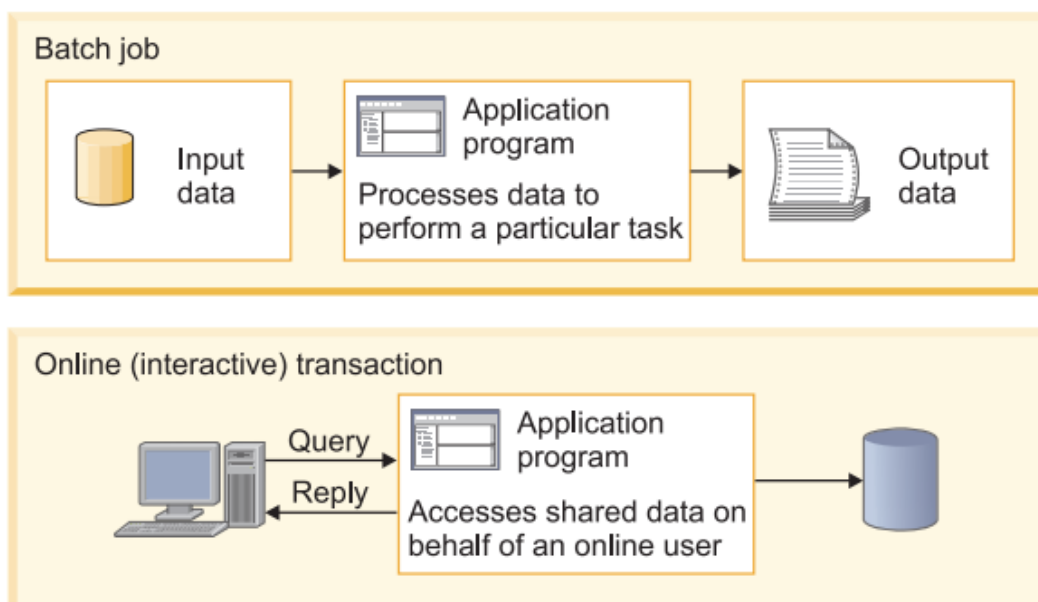 Batch job
Input
data
Application
program
Processes data to
perform a particular task
Output
data
Online (interactive) transaction
Query
Reply
Application
program
Accesses shared data on
behalf of an online user